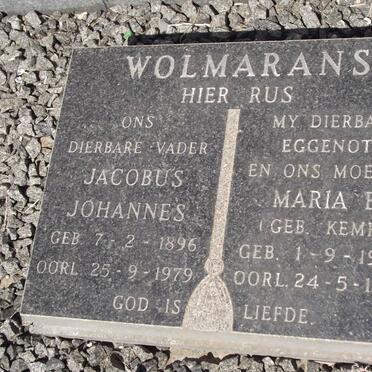 WOLMARANS
HIER RUS
ONS
DIERBARE VADER
JACOBUS
JOHANNES
GEB. 7-2-1896
OORL. 25-9-1979
MY DIERBA
EGGENOT
EN ONS MOE
MARIA
(GEB. KEMP
GEB. 1-9-19
OORL. 24-5-1
GOD IS LIEFDE.